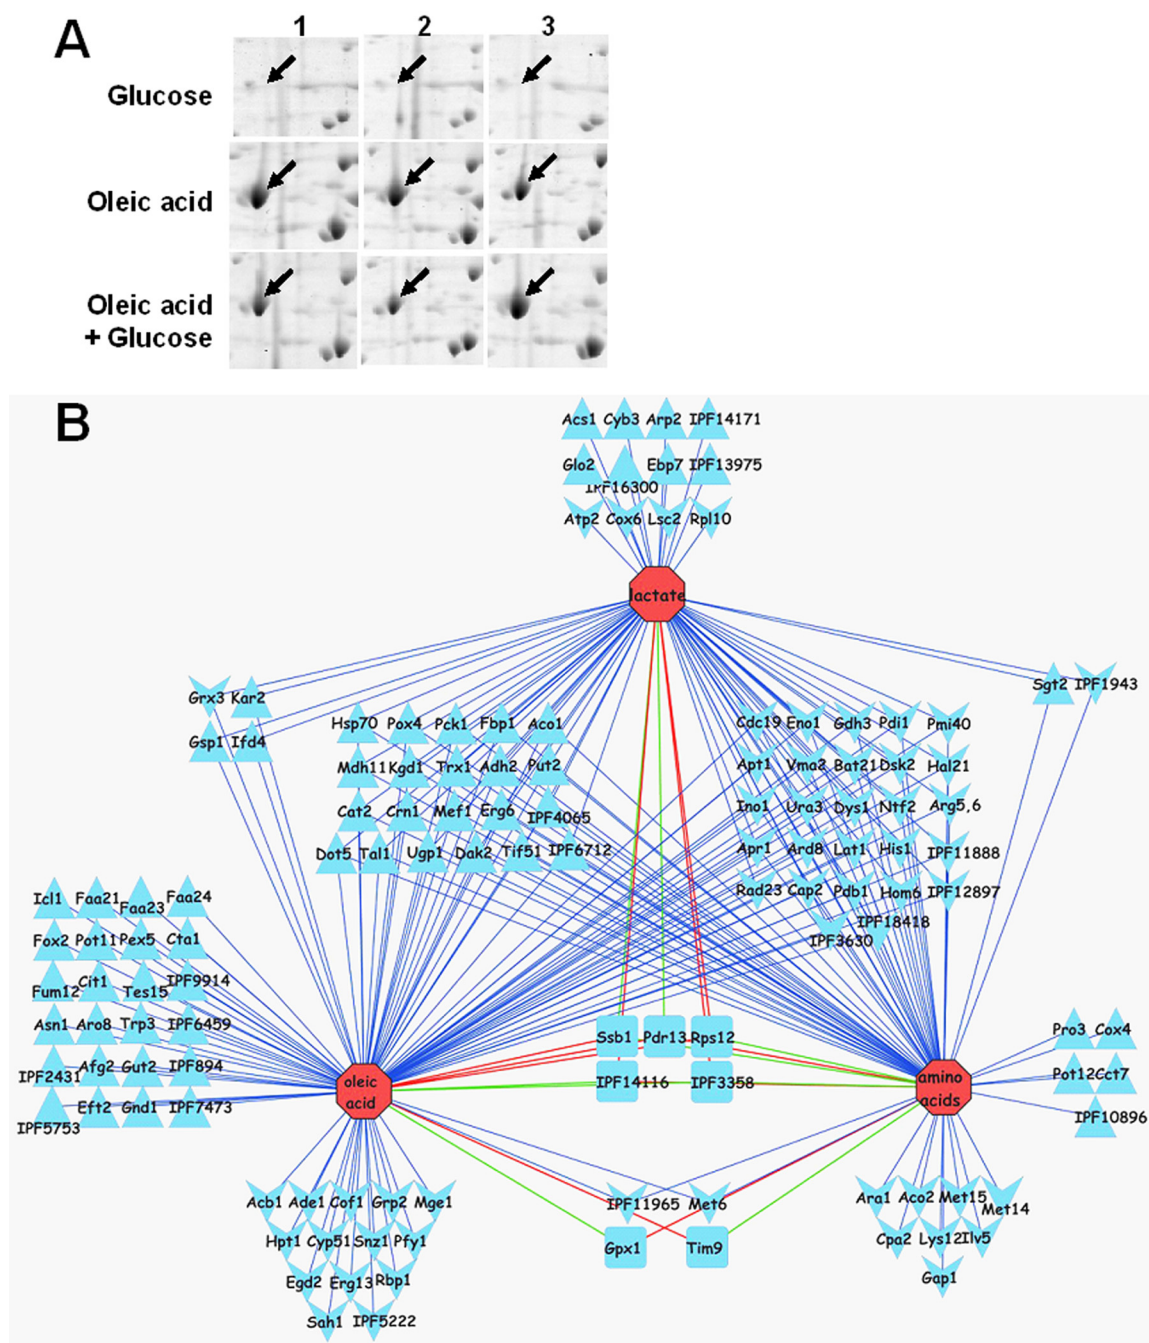 A
1 2 3
Glucose
Oleic acid
Oleic acid
+ Glucose
B
Acs1 Cyb3 Arp2 IPF14171
Glo2 Ebp7 IPF13975
IPF16300
Atp2 Cox6 Lsc2 Rpl10
lactate
Grx3 Kar2
Gsp1 Ifd4
Sgt2 IPF1943
Hsp70 Pox4 Pck1 Fbp1 Aco1
Mdh11 Kgd1 Trx1 Adh2 Put2
Cat2 Crn1 Mef1 Erg6 IPF4065
Dot5 Tal1 Ugp1 Dak2 Tif51 IPF6712
Cdc19 Eno1 Gdh3 Pdi1 Pmi40
Apt1 Vma2 Bat21 Dsk2 Hal21
Ino1 Ura3 Dys1 Ntf2 Arg5,6
Apr1 Ard8 Lat1 His1 IPF11888
Rad23 Cap2 Pdb1 Hom6 IPF12897
IPF18418
IPF3630
Icl1 Faa21 Faa23 Faa24
Fox2 Pot11 Pex5 Cta1
Fum12 Cit1 Tes15 IPF9914
Asn1 Aro8 Trp3 IPF6459
IPF2431 Afg2 Gut2 IPF894
IPF5753 Eft2 Gnd1 IPF7473
Ssb1 Pdr13 Rps12
IPF14116 IPF3358
oleic
acid
amino
acids
Pro3 Cox4
Pot12 Cct7
IPF10896
Acb1 Ade1 Cof1 Grp2 Mge1
Hpt1 Cyp51 Snz1 Pfy1
Egd2 Erg13 Rbp1
Sah1 IPF5222
IPF11965 Met6
Gpx1 Tim9
Ara1 Aco2 Met15 Met14
Cpa2 Lys12 Ilv5
Gap1